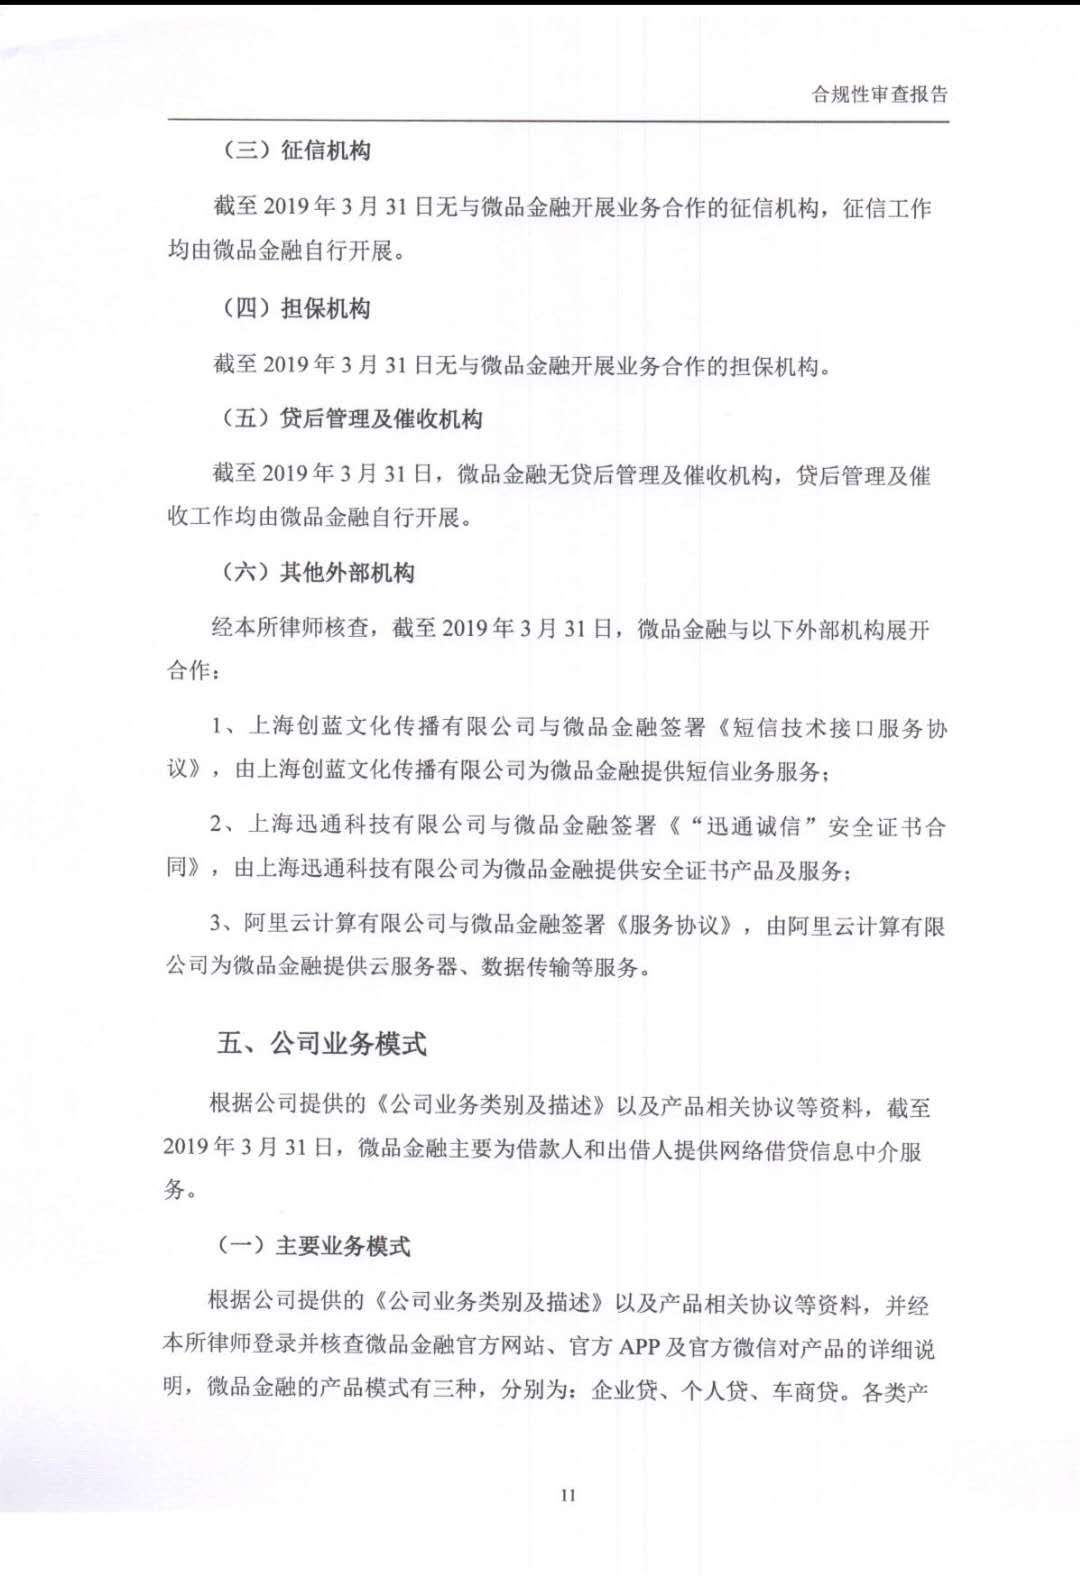 合规性审查报告
（三）征信机构
截至 2019 年 3 月 31 日无与微品金融开展业务合作的征信机构，征信工作
均由微品金融自行开展。
（四）担保机构
截至 2019 年 3 月 31 日无与微品金融开展业务合作的担保机构。
（五）贷后管理及催收机构
截至 2019 年 3 月 31 日，微品金融无贷后管理及催收机构，贷后管理及催
收工作均由微品金融自行开展。
（六）其他外部机构
经本所律师核查，截至 2019 年 3 月 31 日，微品金融与以下外部机构展开
合作：
1、上海创蓝文化传播有限公司与微品金融签署《短信技术接口服务协
议》，由上海创蓝文化传播有限公司为微品金融提供短信业务服务；
2、上海迅通科技有限公司与微品金融签署《“迅通诚信”安全证书合
同》，由上海迅通科技有限公司为微品金融提供安全证书产品及服务；
3、阿里云计算有限公司与微品金融签署《服务协议》，由阿里云计算有限
公司为微品金融提供云服务器、数据传输等服务。
五、公司业务模式
根据公司提供的《公司业务类别及描述》以及产品相关协议等资料，截至
2019 年 3 月 31 日，微品金融主要为借款人和出借人提供网络借贷信息中介服
务。
（一）主要业务模式
根据公司提供的《公司业务类别及描述》以及产品相关协议等资料，并经
本所律师登录并核查微品金融官方网站、官方 APP 及官方微信对产品的详细说
明，微品金融的产品模式有三种，分别为：企业贷、个人贷、车商贷。各类产
11